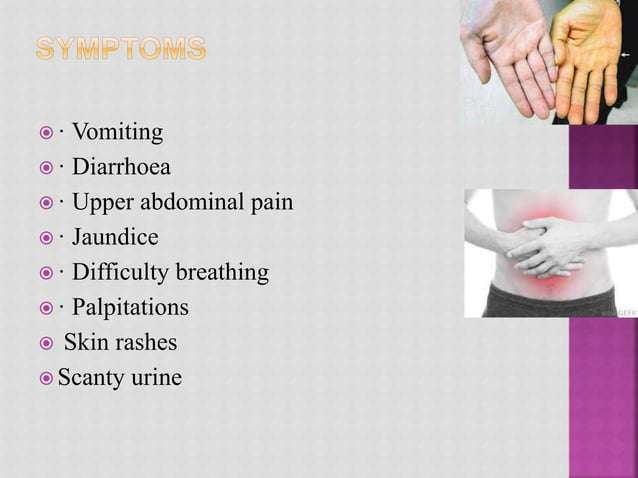 SYMPTOMS
· Vomiting
· Diarrhoea
· Upper abdominal pain
· Jaundice
· Difficulty breathing
· Palpitations
Skin rashes
Scanty urine